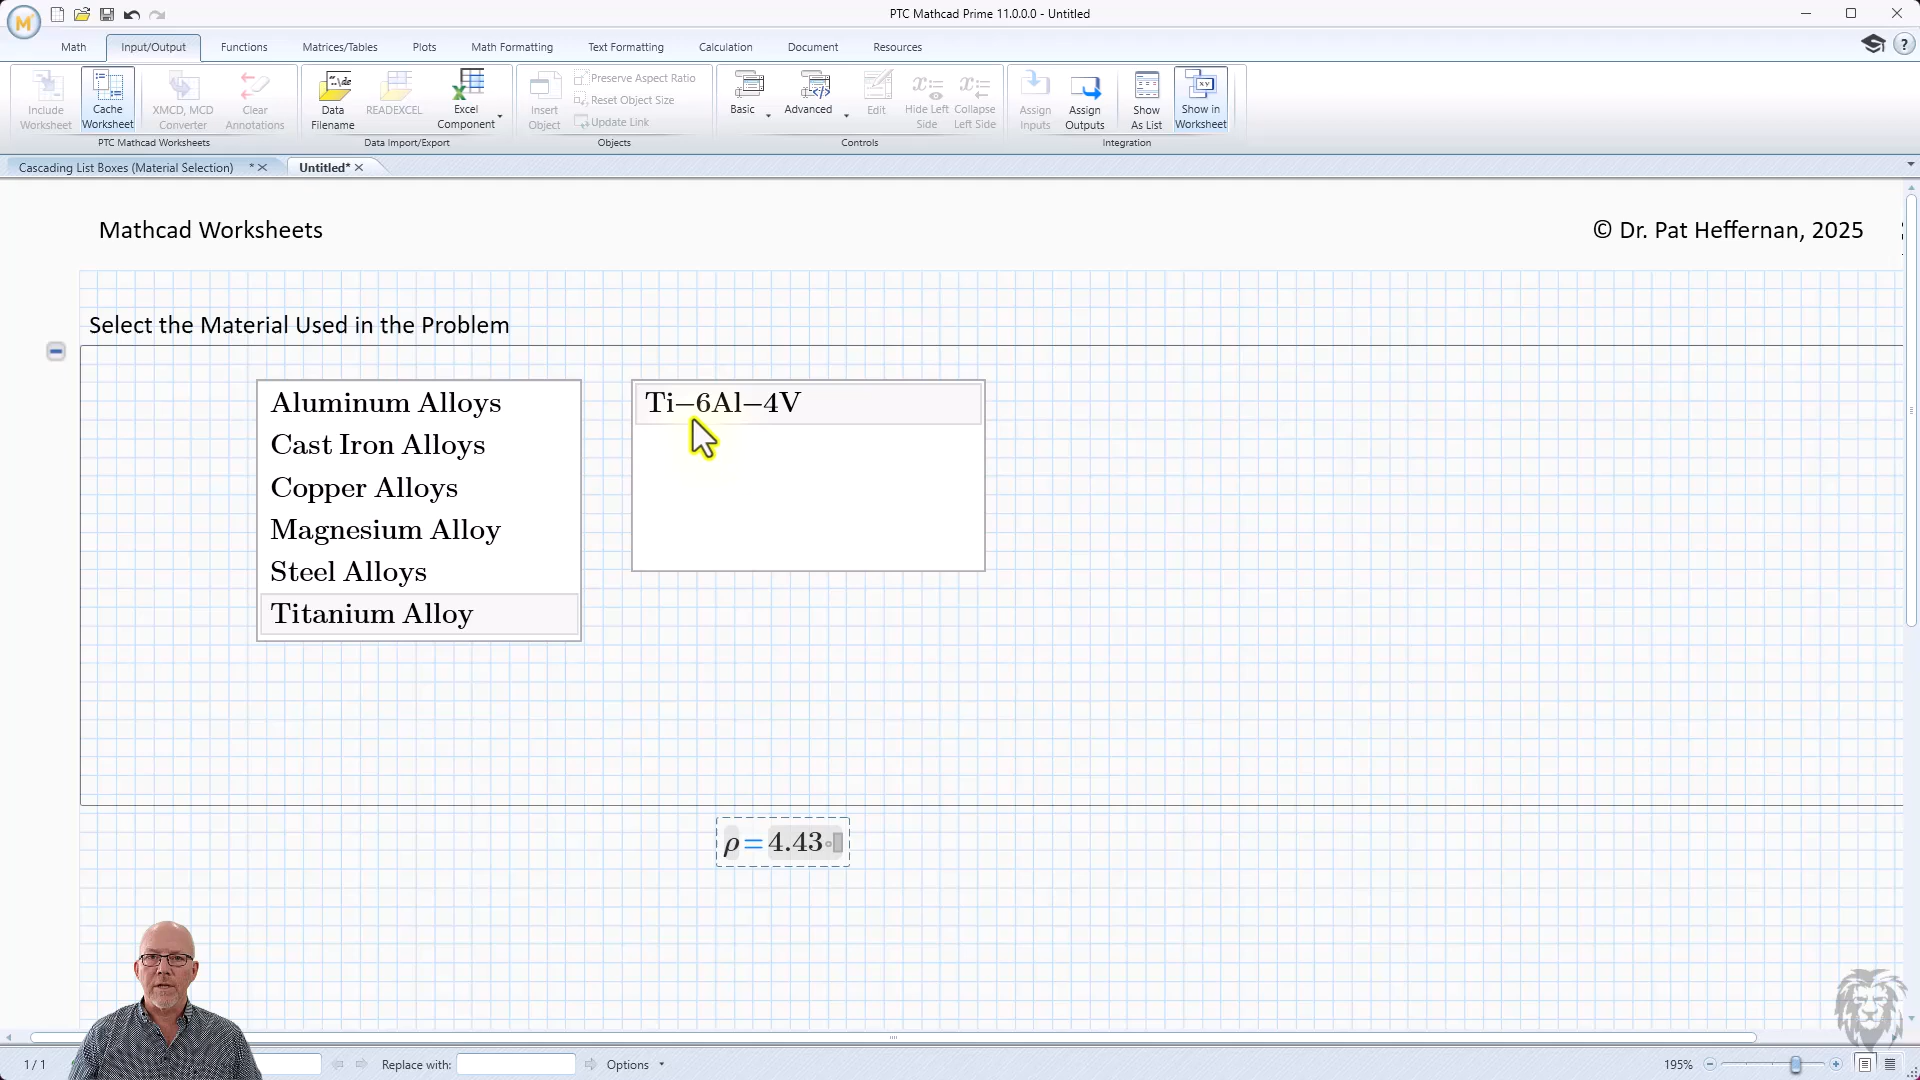 PTC Mathcad Prime 11.0.0.0 - Untitled
Math Input/Output Functions Matrices/Tables Plots Math Formatting Text Formatting Calculation Document Resources
Include Worksheet
Cache Worksheet
XMCD, MCD Converter
Clear Annotations
PTC Mathcad Worksheets
Data Filename
READEXCEL
Excel Component
Data Import/Export
Insert Object
Preserve Aspect Ratio
Reset Object Size
Update Link
Objects
Basic
Advanced
Edit
Hide Left Side
Collapse Left Side
Controls
Assign Inputs
Assign Outputs
Show As List
Show in Worksheet
Integration
Cascading List Boxes (Material Selection) *
Untitled*
Mathcad Worksheets
© Dr. Pat Heffernan, 2025
Select the Material Used in the Problem
Aluminum Alloys
Cast Iron Alloys
Copper Alloys
Magnesium Alloy
Steel Alloys
Titanium Alloy
Ti−6Al−4V
ρ = 4.43
1 / 1
Replace with:
Options
195%